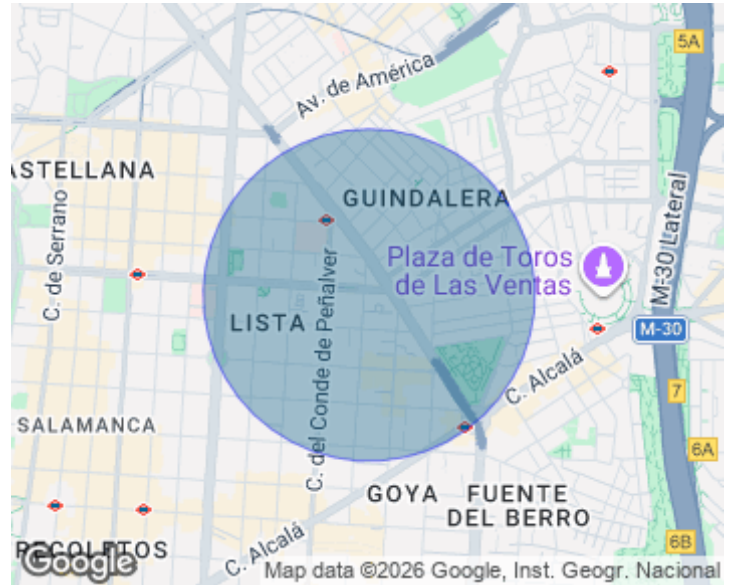 5A
Av. de América
ASTELLANA
GUINDALERA
C. de Serrano
M-30 Lateral
Plaza de Toros
de Las Ventas
C. del Conde de Peñalver
LISTA
M-30
C. Alcalá
7
SALAMANCA
6A
GOYA
FUENTE
DEL BERRO
6B
RECOLETOS
C. Alcalá
Google
Map data ©2026 Google, Inst. Geogr. Nacional